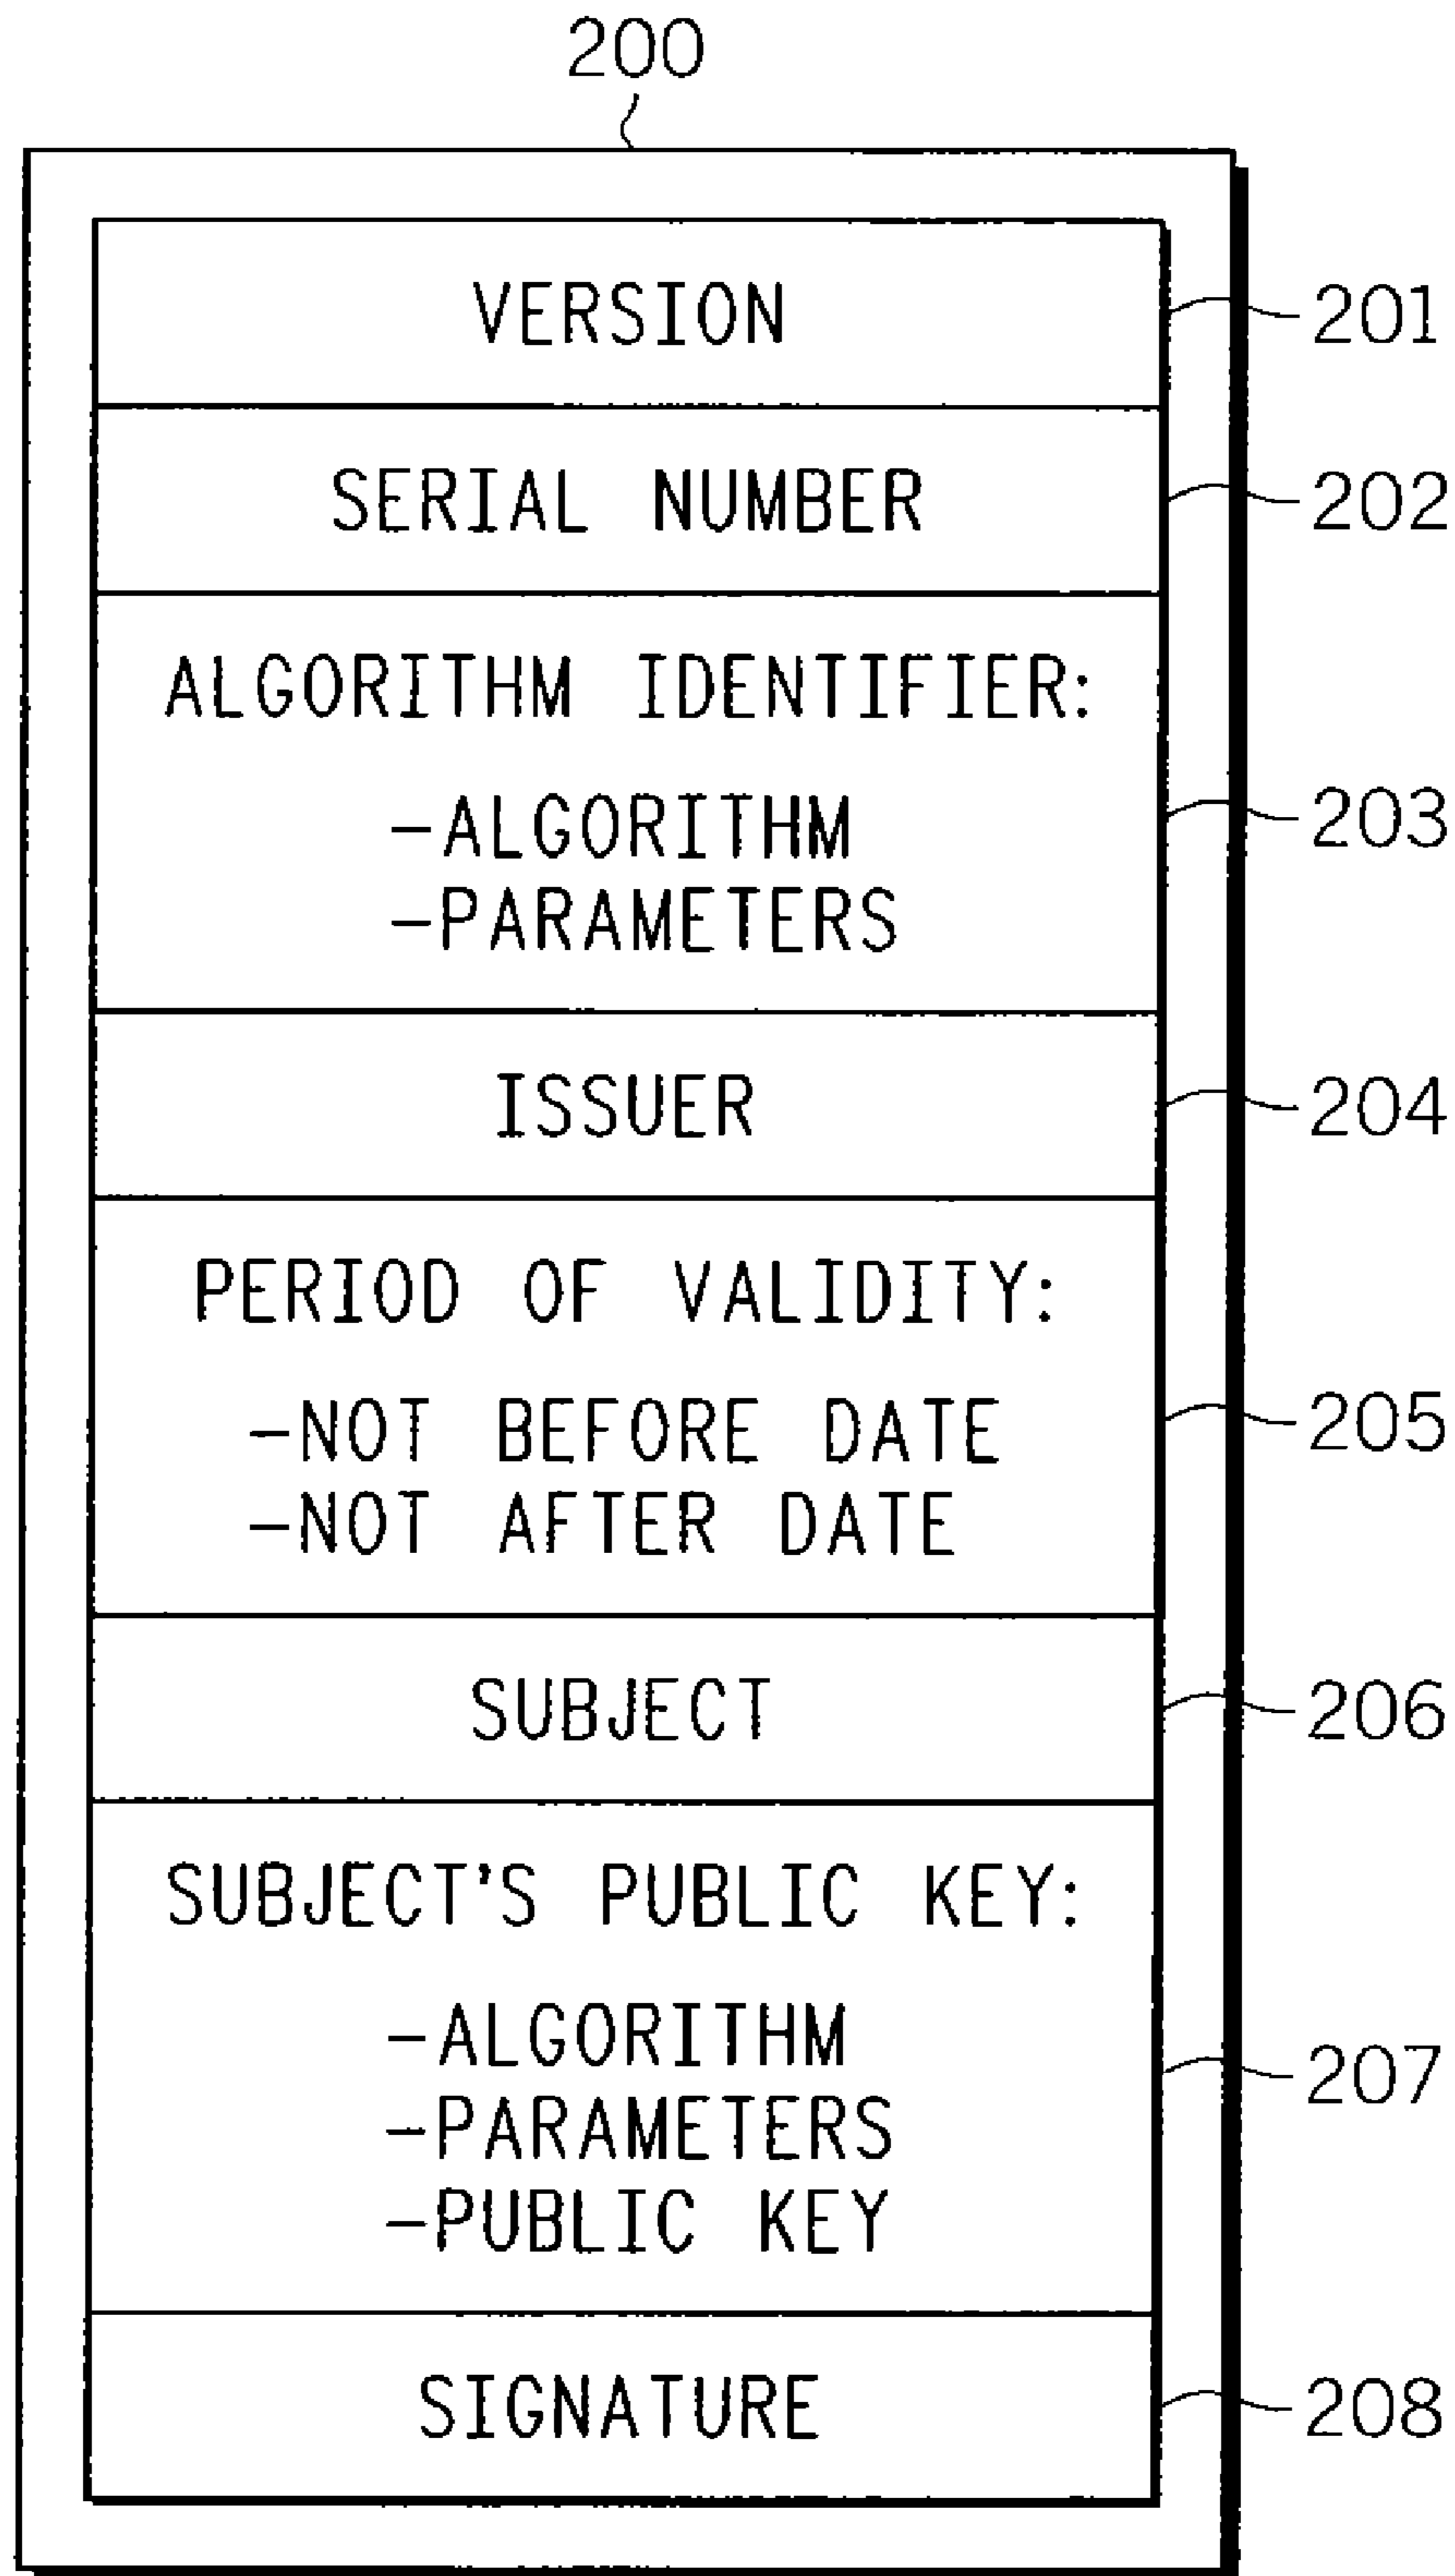 200
VERSION 201
SERIAL NUMBER 202
ALGORITHM IDENTIFIER:
-ALGORITHM 203
-PARAMETERS
ISSUER 204
PERIOD OF VALIDITY:
-NOT BEFORE DATE 205
-NOT AFTER DATE
SUBJECT 206
SUBJECT'S PUBLIC KEY:
-ALGORITHM
-PARAMETERS 207
-PUBLIC KEY
SIGNATURE 208